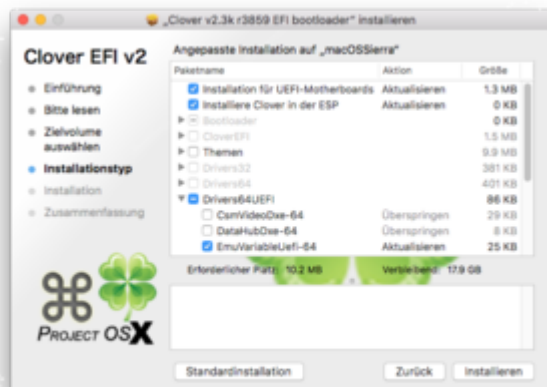 „Clover v2.3k r3859 EFI bootloader“ installieren
Clover EFI v2
Einführung
Bitte lesen
Zielvolume
auswählen
Installationstyp
Installation
Zusammenfassung
PROJECT OSX
Angepasste Installation auf „macOSSierra“
Paketname Aktion Größe
Installation für UEFI-Motherboards Aktualisieren 1.3 MB
Installiere Clover in der ESP Aktualisieren 0 KB
Bootloader 0 KB
CloverEFI 1.5 MB
Themen 9.9 MB
Drivers32 381 KB
Drivers64 401 KB
Drivers64UEFI 86 KB
CsmVideoDxe-64 Überspringen 29 KB
DataHubDxe-64 Überspringen 8 KB
EmuVariableUefi-64 Aktualisieren 25 KB
Erforderlicher Platz: 10.2 MB Verbleibend: 17.9 GB
Standardinstallation Zurück Installieren